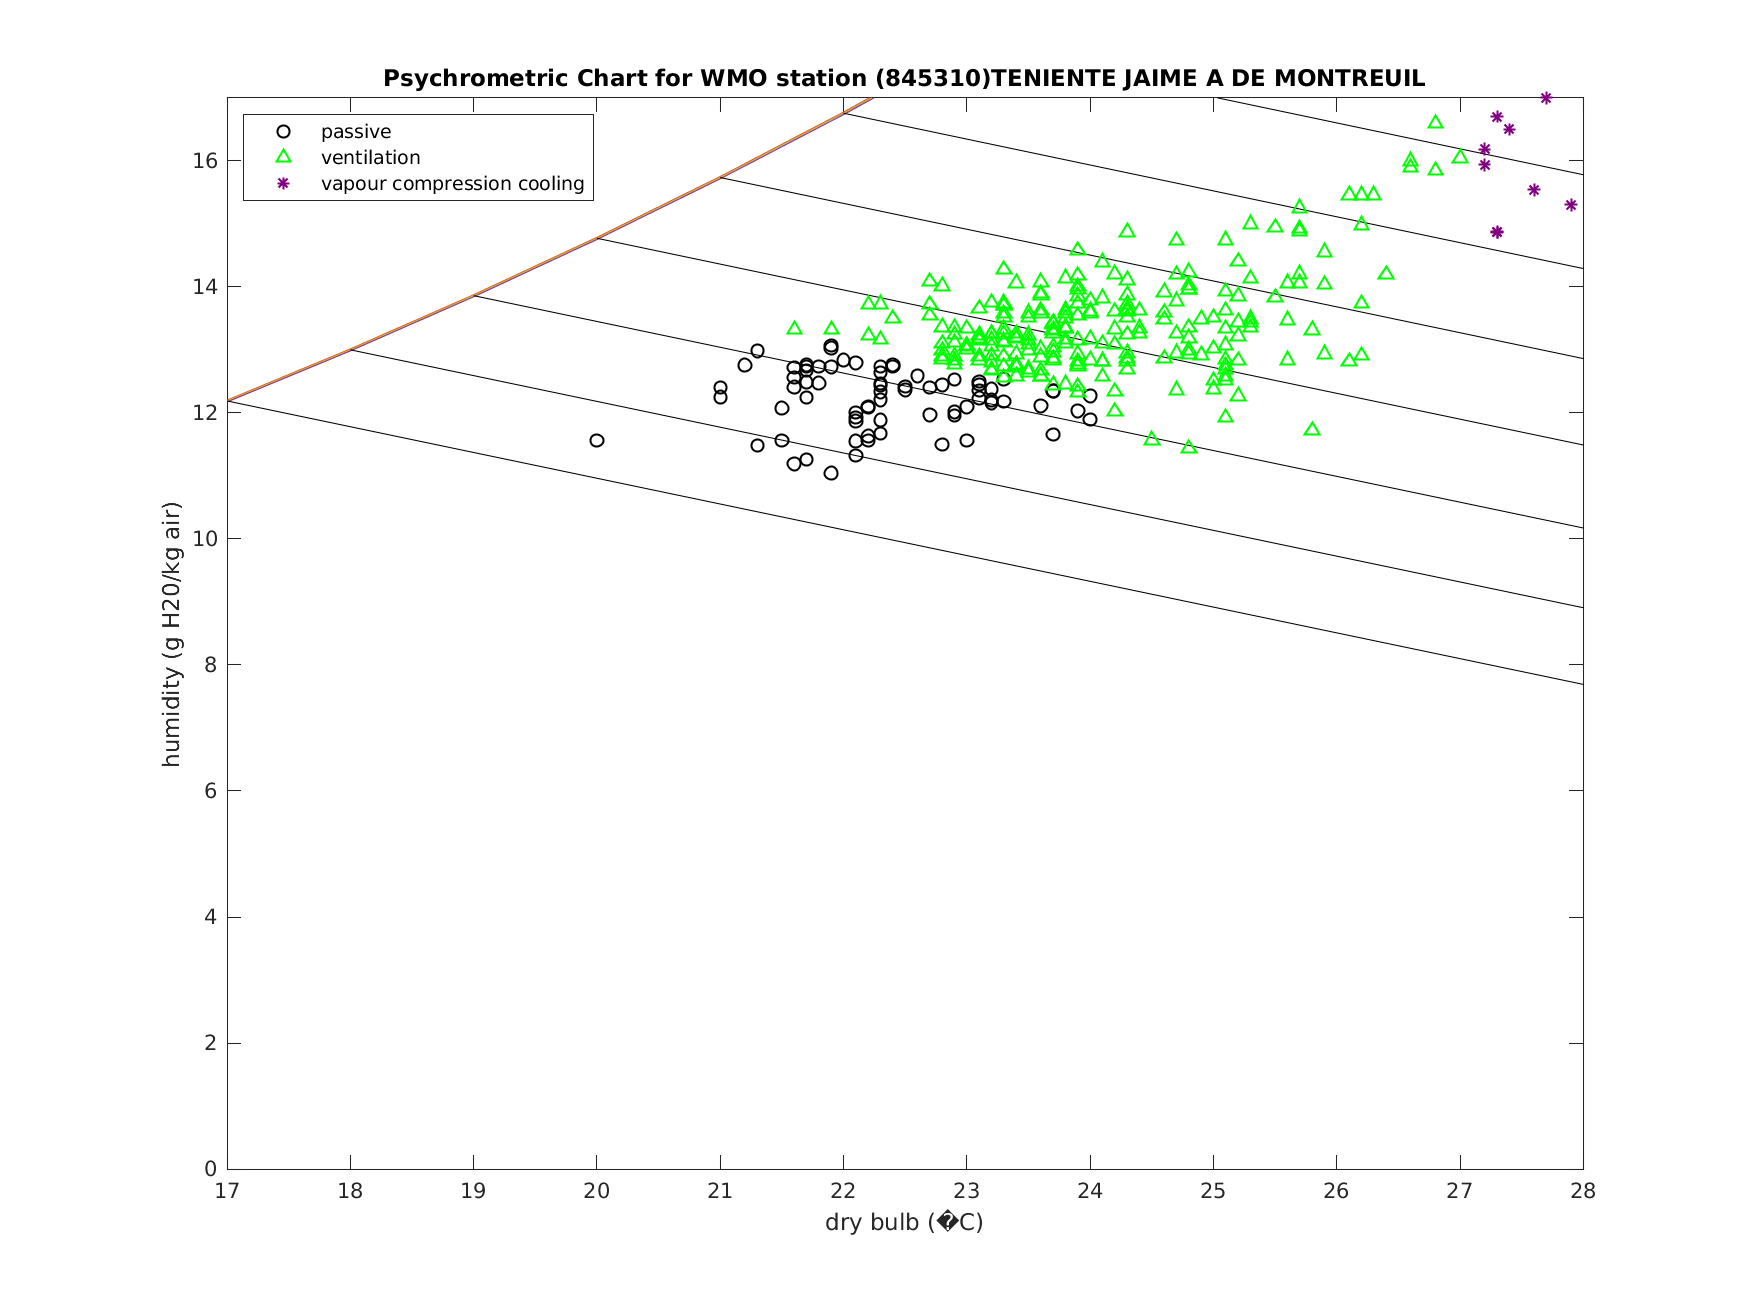 Psychrometric Chart for WMO station (845310)TENIENTE JAIME A DE MONTREUIL
passive
ventilation
vapour compression cooling
humidity (g H20/kg air)
16
14
12
10
8
6
4
2
0
17 18 19 20 21 22 23 24 25 26 27 28
dry bulb (�C)